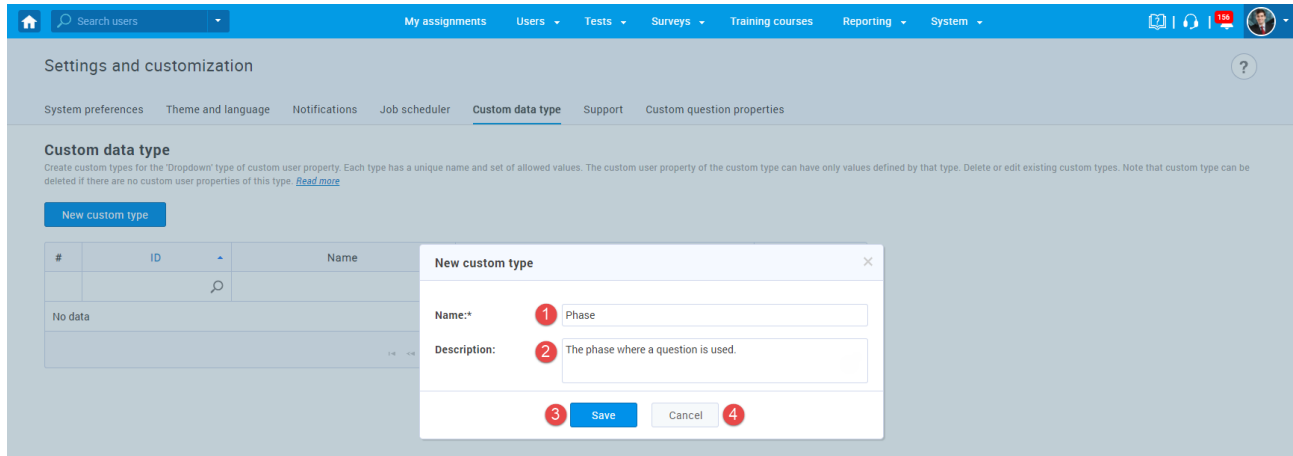 Search users
My assignments Users Tests Surveys Training courses Reporting System
156
Settings and customization
?
System preferences Theme and language Notifications Job scheduler Custom data type Support Custom question properties
Custom data type
Create custom types for the 'Dropdown' type of custom user property. Each type has a unique name and set of allowed values. The custom user property of the custom type can have only values defined by that type. Delete or edit existing custom types. Note that custom type can be
deleted if there are no custom user properties of this type. Read more
New custom type
# ID Name
No data
New custom type
Name:* 1 Phase
Description: 2 The phase where a question is used.
3 Save Cancel 4